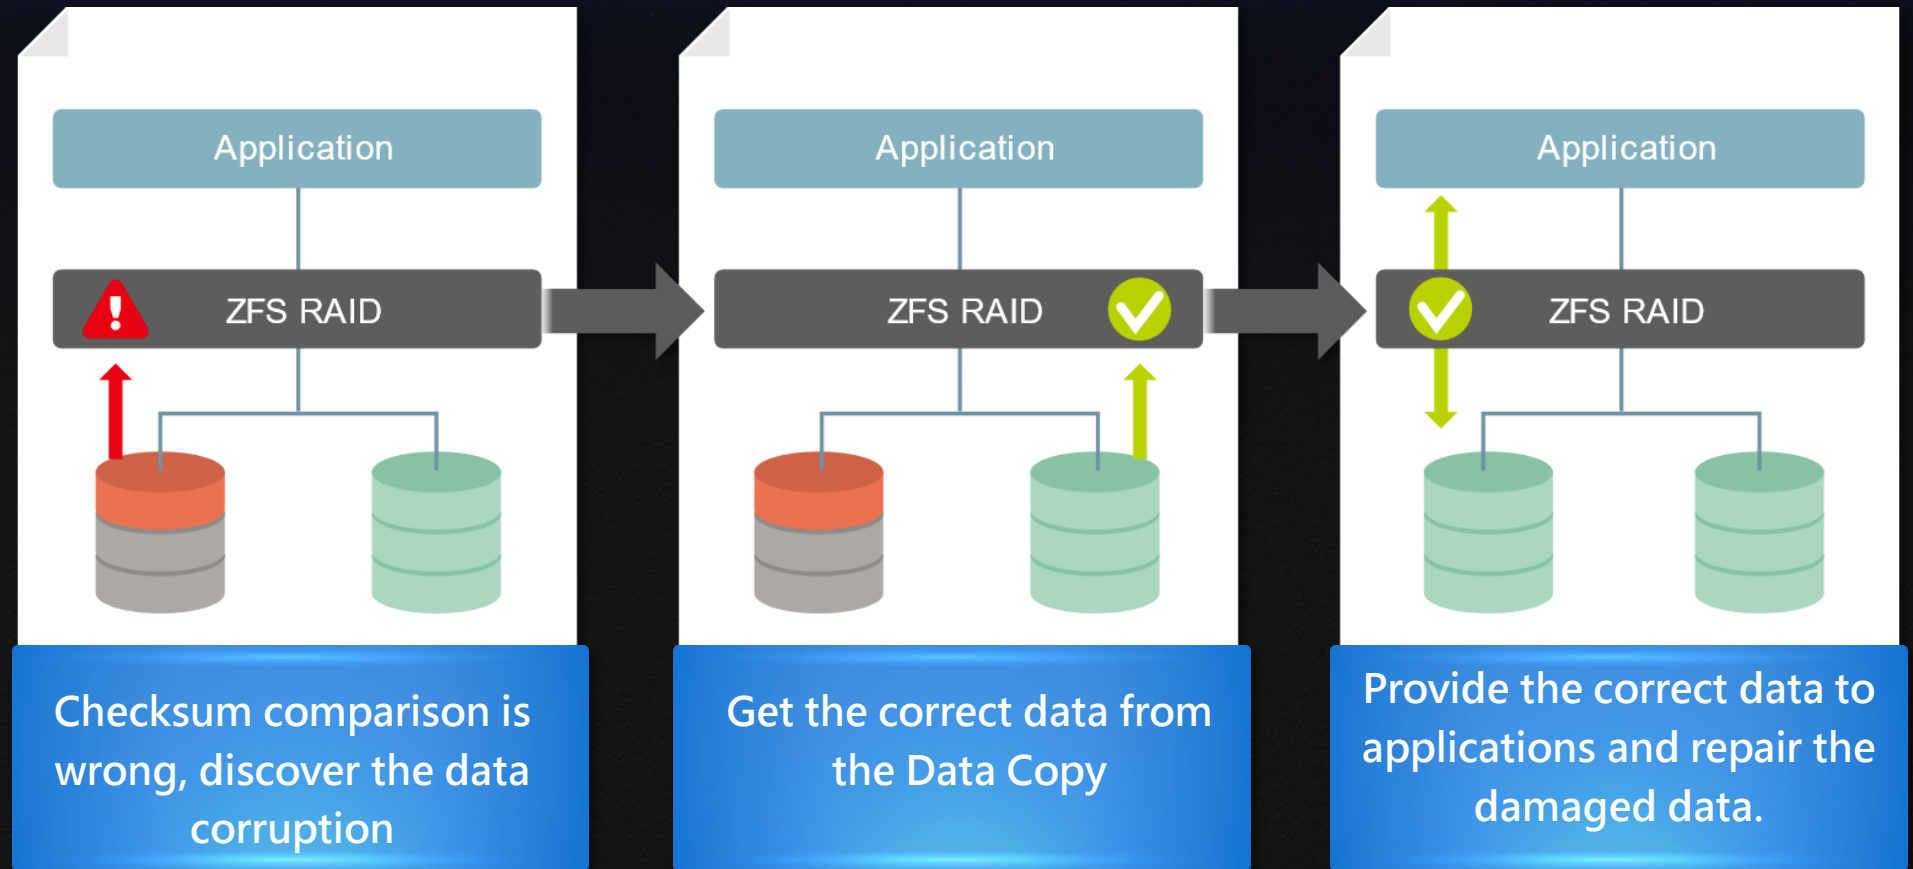 Application
ZFS RAID
Checksum comparison is
wrong, discover the data
corruption
Application
ZFS RAID
Get the correct data from
the Data Copy
Application
ZFS RAID
Provide the correct data to
applications and repair the
damaged data.